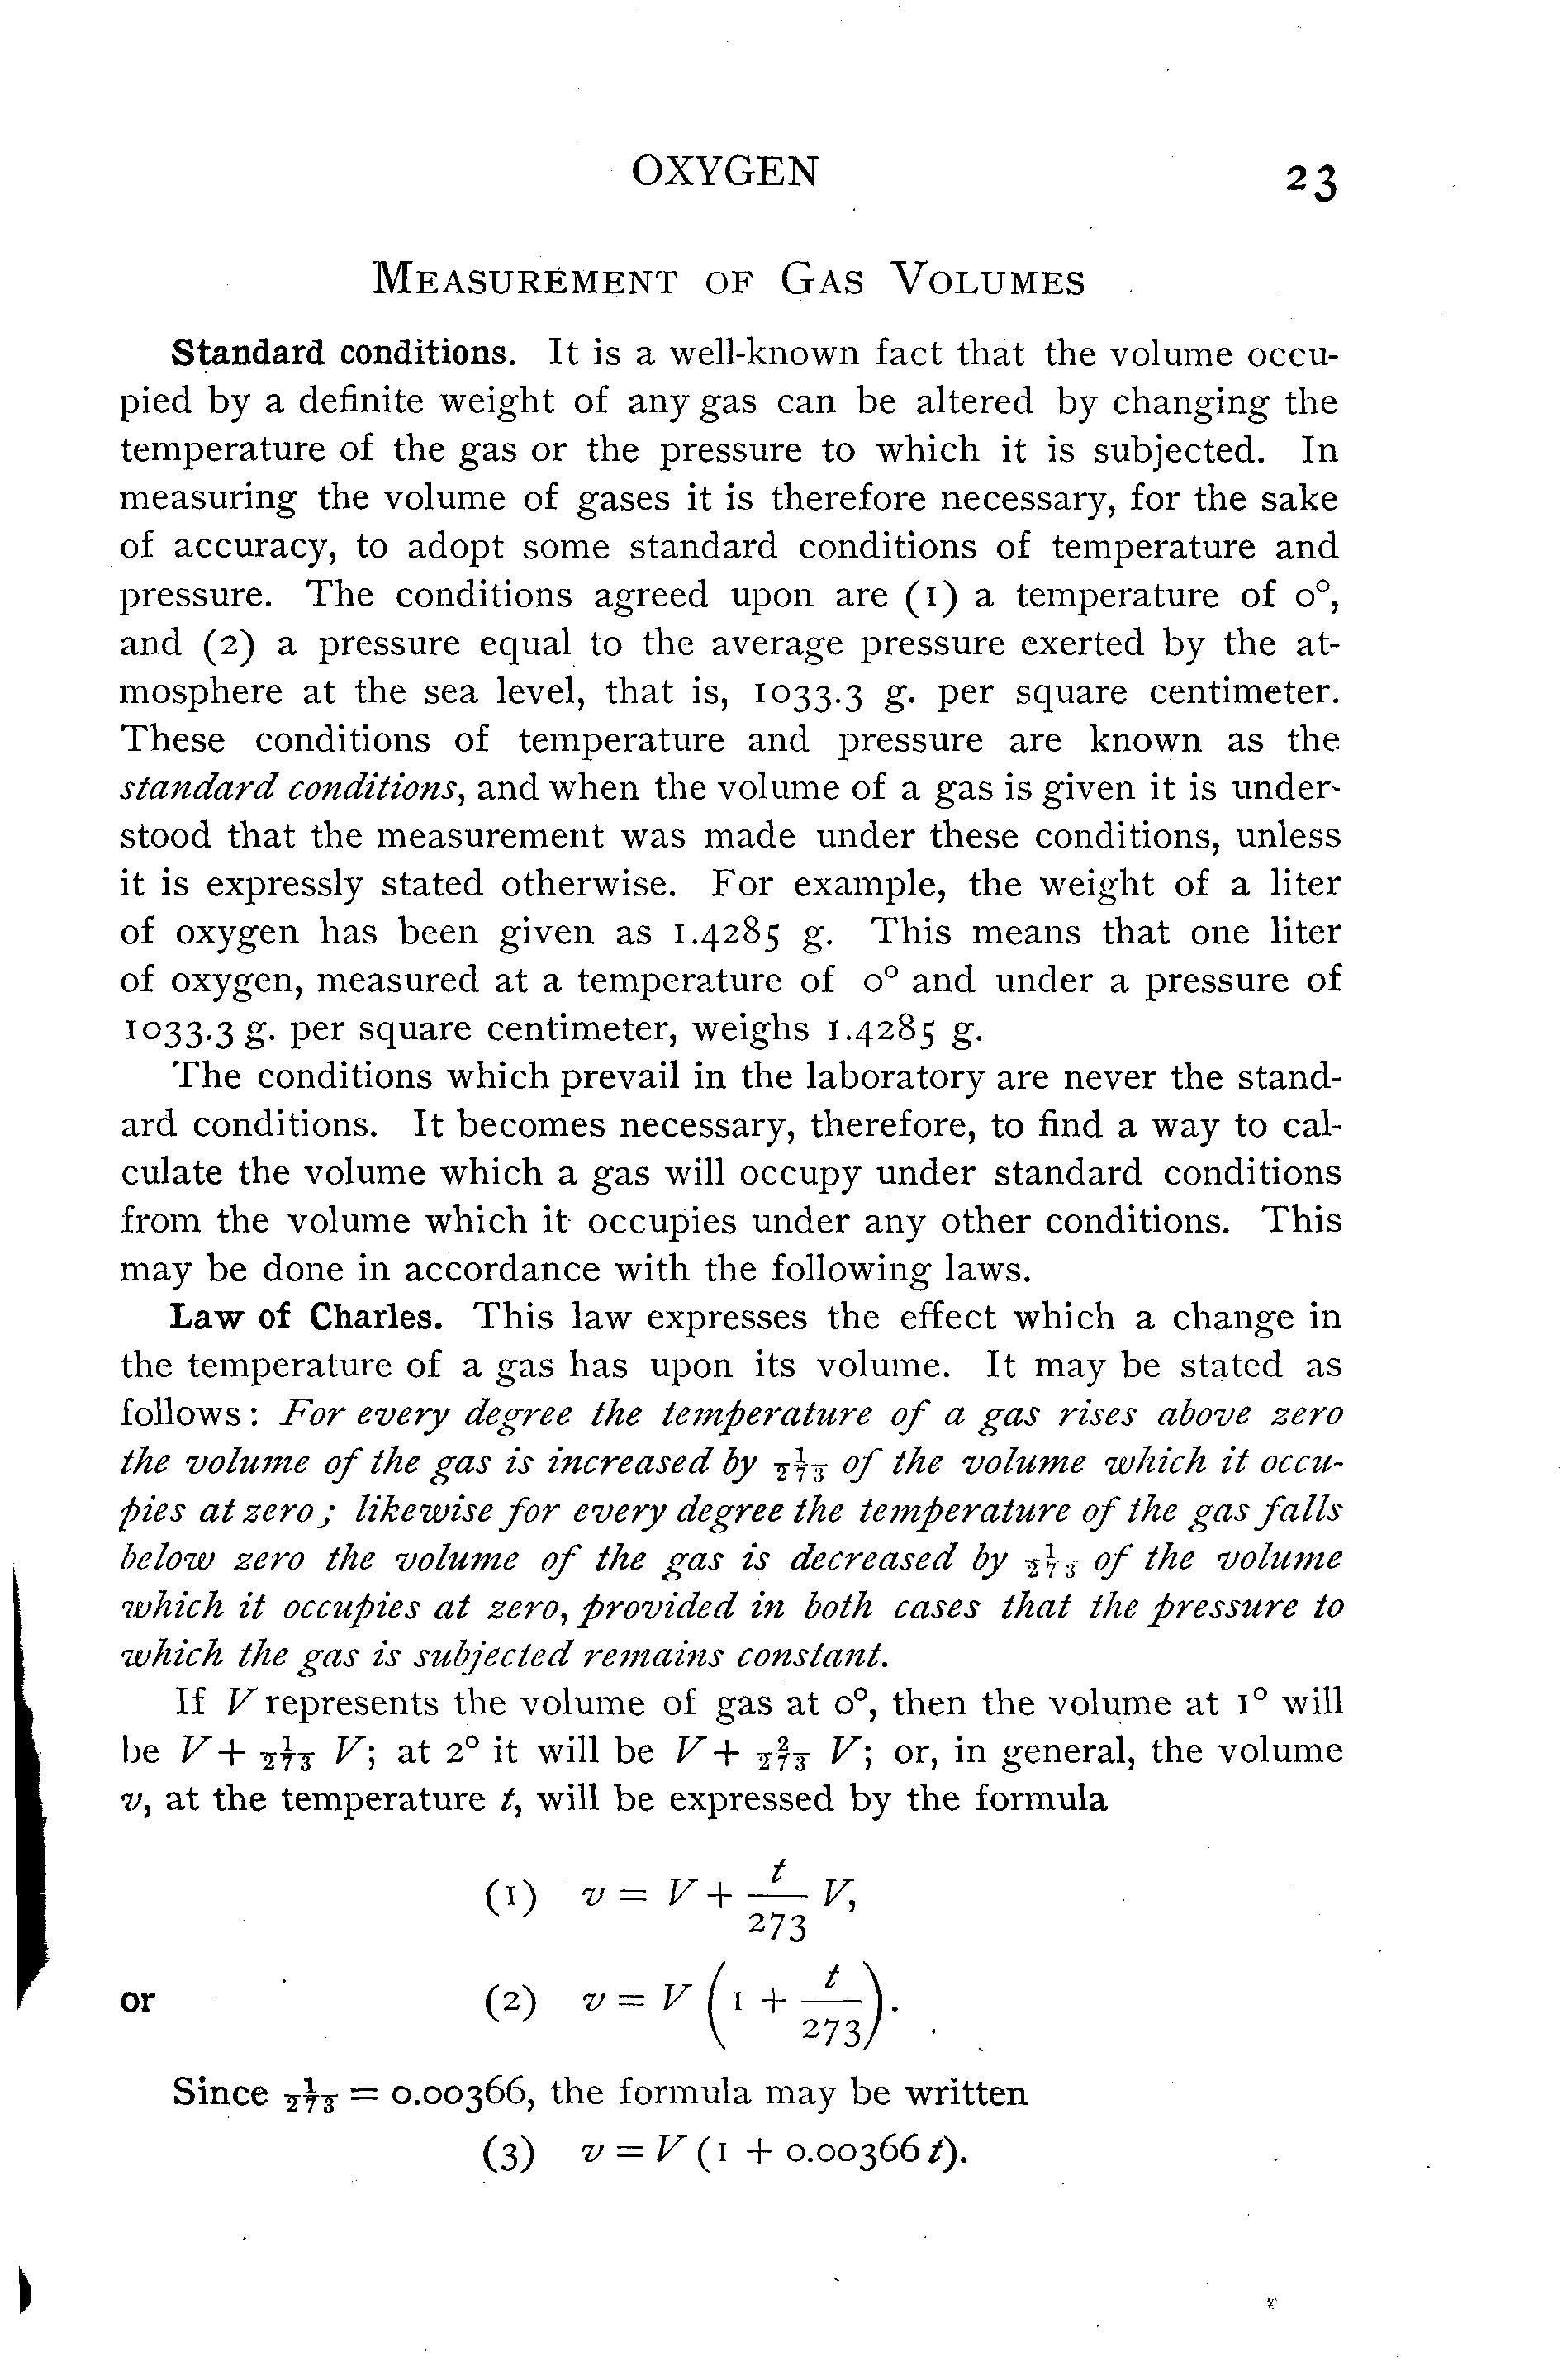 OXYGEN 23
MEASUREMENT OF GAS VOLUMES
Standard conditions. It is a well-known fact that the volume occu-
pied by a definite weight of any gas can be altered by changing the
temperature of the gas or the pressure to which it is subjected. In
measuring the volume of gases it is therefore necessary, for the sake
of accuracy, to adopt some standard conditions of temperature and
pressure. The conditions agreed upon are (1) a temperature of 0°,
and (2) a pressure equal to the average pressure exerted by the at-
mosphere at the sea level, that is, 1033.3 g. per square centimeter.
These conditions of temperature and pressure are known as the
standard conditions, and when the volume of a gas is given it is under-
stood that the measurement was made under these conditions, unless
it is expressly stated otherwise. For example, the weight of a liter
of oxygen has been given as 1.4285 g. This means that one liter
of oxygen, measured at a temperature of 0° and under a pressure of
1033.3 g. per square centimeter, weighs 1.4285 g.
The conditions which prevail in the laboratory are never the stand-
ard conditions. It becomes necessary, therefore, to find a way to cal-
culate the volume which a gas will occupy under standard conditions
from the volume which it occupies under any other conditions. This
may be done in accordance with the following laws.
Law of Charles. This law expresses the effect which a change in
the temperature of a gas has upon its volume. It may be stated as
follows: For every degree the temperature of a gas rises above zero
the volume of the gas is increased by 1/273 of the volume which it occu-
pies at zero; likewise for every degree the temperature of the gas falls
below zero the volume of the gas is decreased by 1/273 of the volume
which it occupies at zero, provided in both cases that the pressure to
which the gas is subjected remains constant.
If V represents the volume of gas at 0°, then the volume at 1° will
be V + 1/273 V; at 2° it will be V + 2/273 V; or, in general, the volume
v, at the temperature t, will be expressed by the formula
(1) v = V + t/273 V,
or (2) v = V (1 + t/273).
Since 1/273 = 0.00366, the formula may be written
(3) v = V (1 + 0.00366 t).